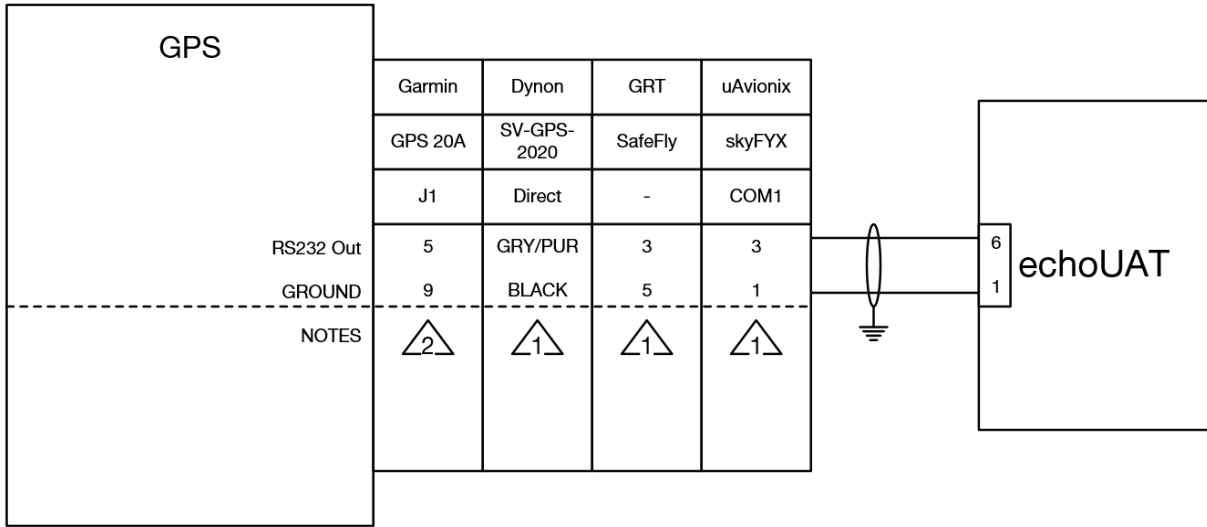 GPS
Garmin Dynon GRT uAvionix
GPS 20A SV-GPS-
2020 SafeFly skyFYX
J1 Direct - COM1
RS232 Out 5 GRY/PUR 3 3 6
GROUND 9 BLACK 5 1 1
echoUAT
NOTES 2 1 1 1